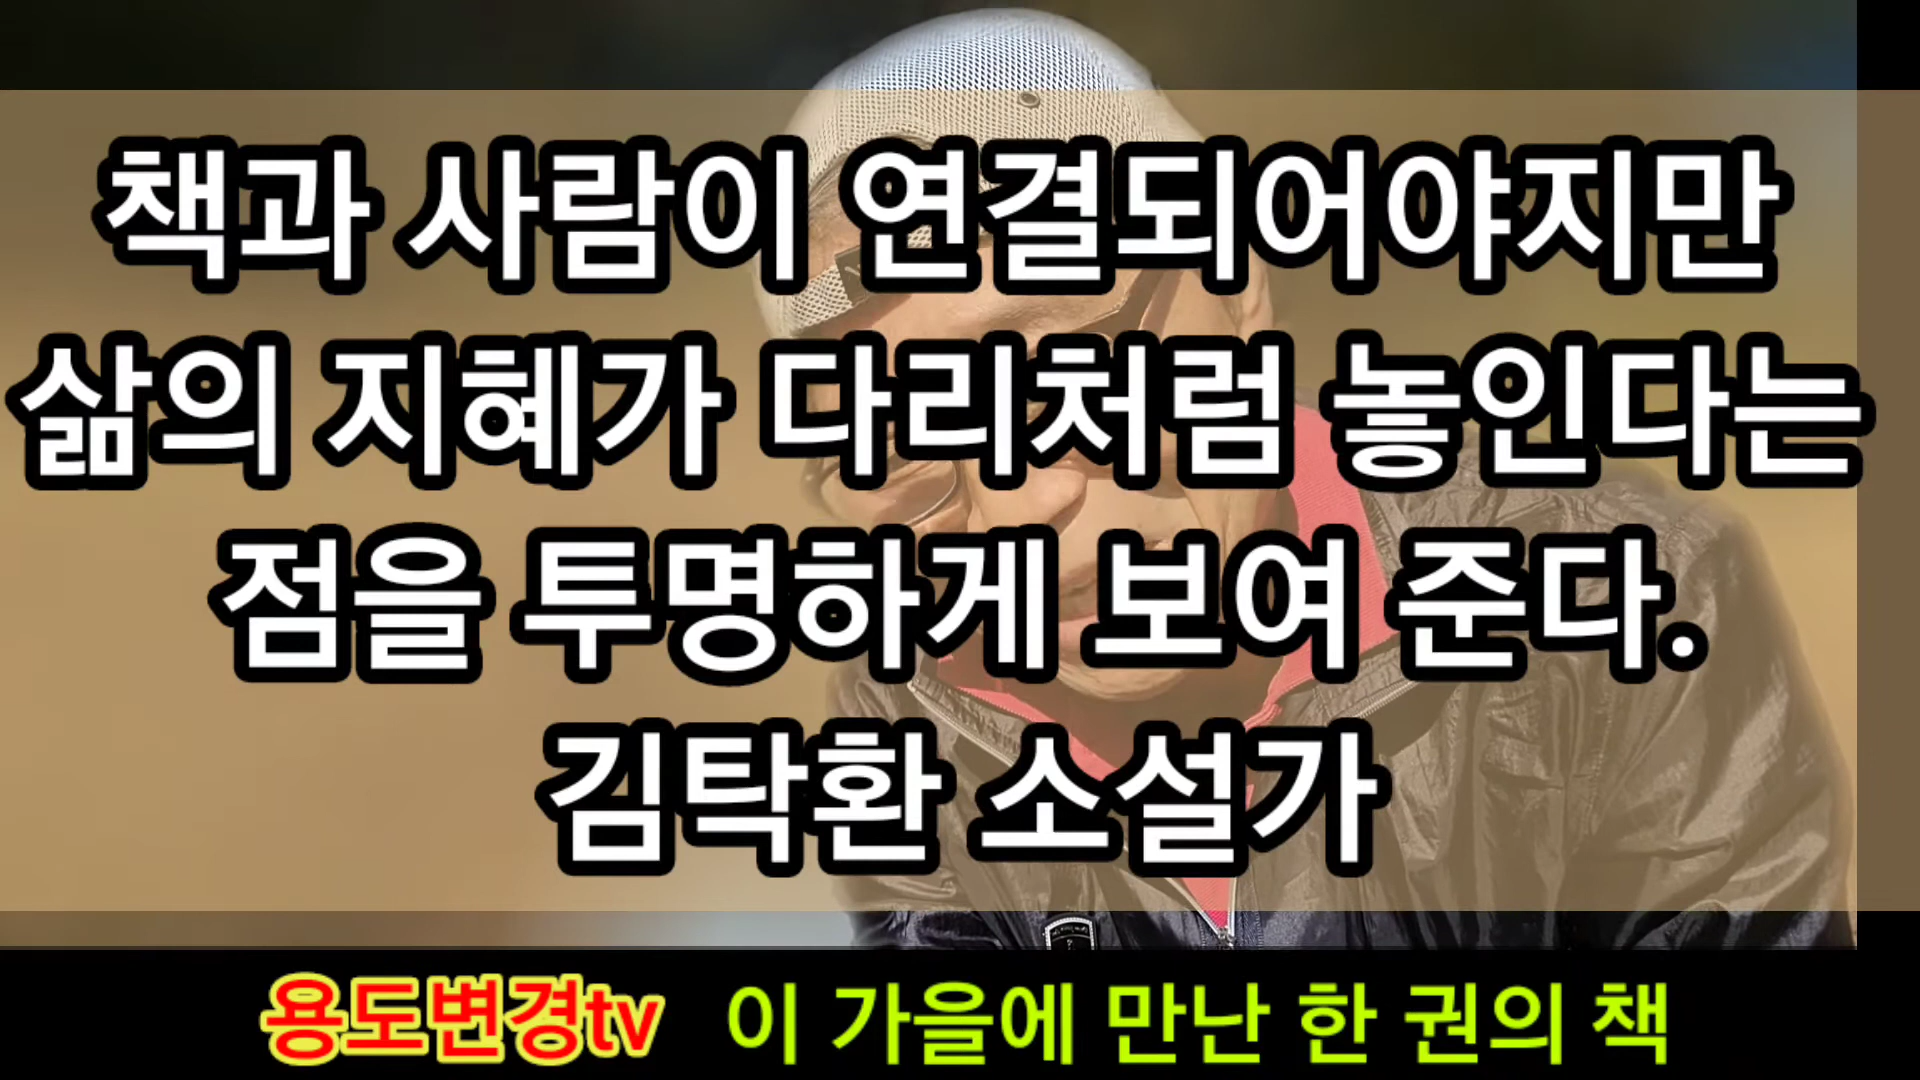 책과 사람이 연결되어야지만
삶의 지혜가 다리처럼 놓인다는
점을 투명하게 보여 준다.
김탁환 소설가
용도변경tv 이 가을에 만난 한 권의 책